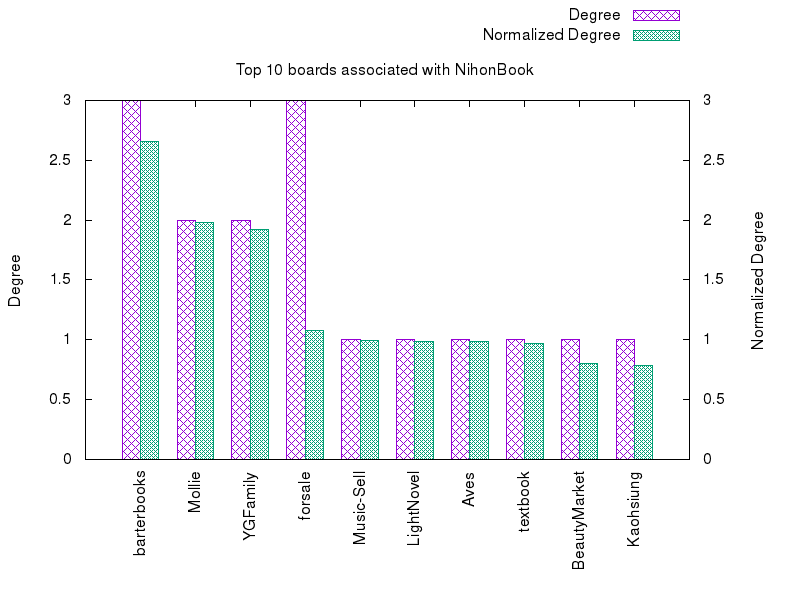 Degree
Normalized Degree
Top 10 boards associated with NihonBook
3 3
2.5 2.5
2 2
1.5 1.5
1 1
0.5 0.5
0 0
Degree
Normalized Degree
barterbooks
Mollie
YGFamily
forsale
Music-Sell
LightNovel
Aves
textbook
BeautyMarket
Kaohsiung